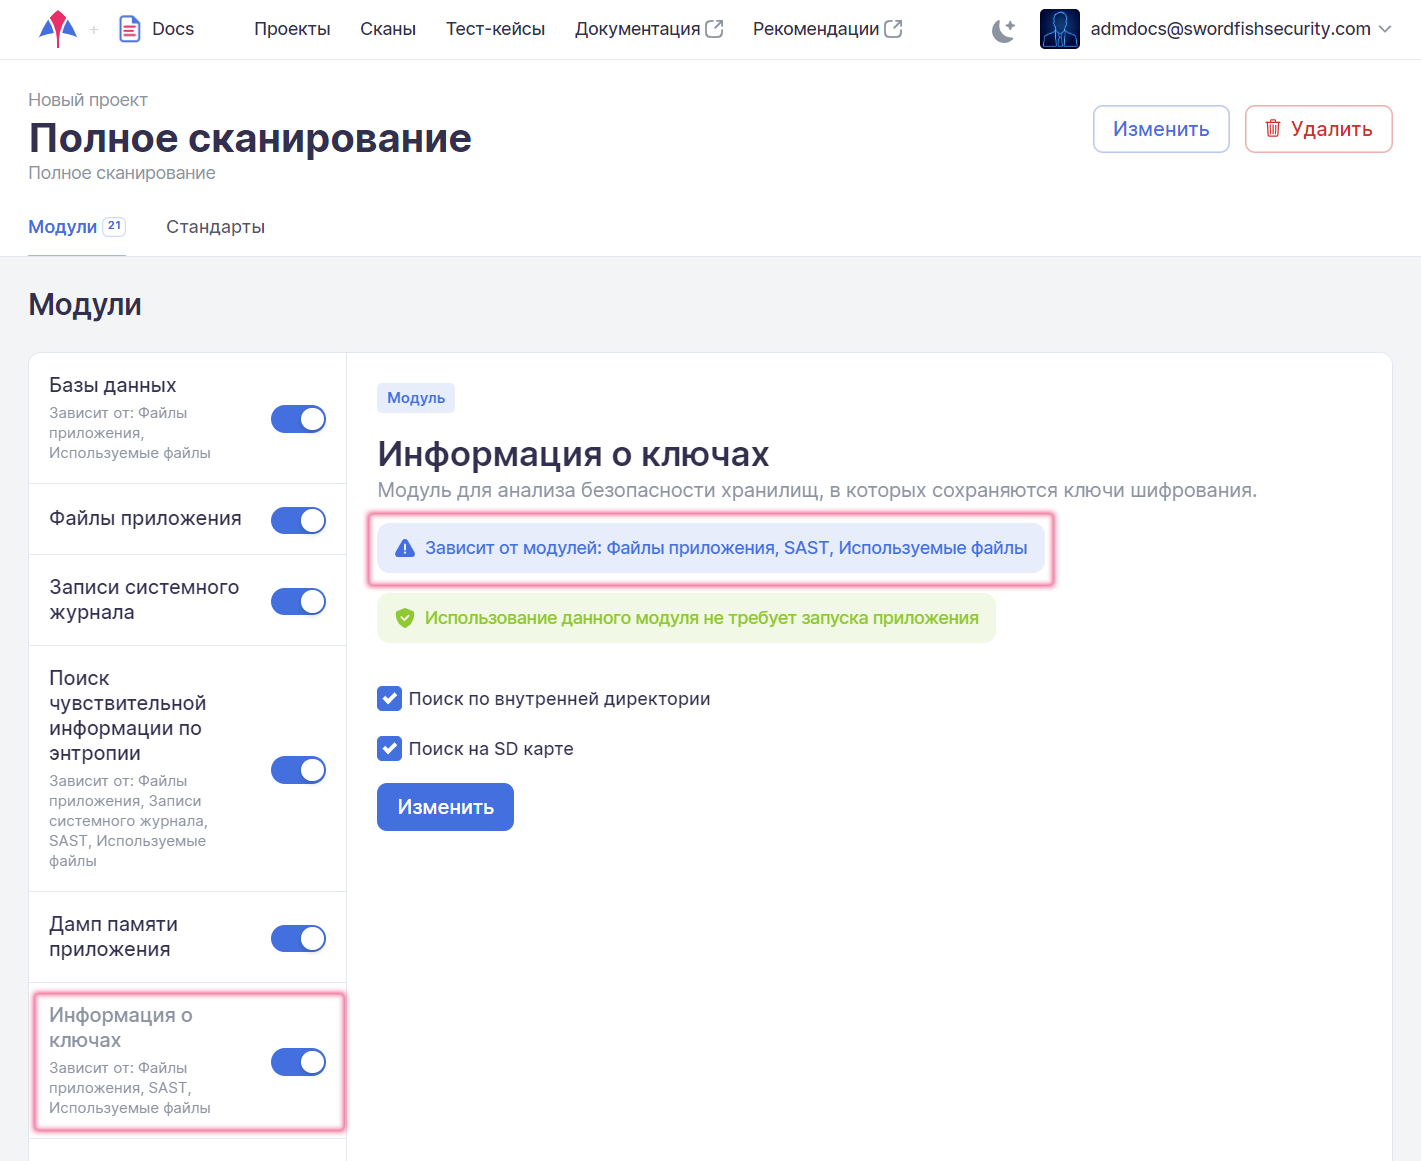 Docs
Проекты
Сканы
Тест-кейсы
Документация
Рекомендации
admdocs@swordfishsecurity.com
Новый проект
Полное сканирование
Полное сканирование
Изменить
Удалить
Модули 21
Стандарты
Модули
Базы данных
Зависит от: Файлы
приложения,
Используемые файлы
Файлы приложения
Записи системного
журнала
Поиск
чувствительной
информации по
энтропии
Зависит от: Файлы
приложения, Записи
системного журнала,
SAST, Используемые
файлы
Дамп памяти
приложения
Информация о
ключах
Зависит от: Файлы
приложения, SAST,
Используемые файлы
Модуль
Информация о ключах
Модуль для анализа безопасности хранилищ, в которых сохраняются ключи шифрования.
Зависит от модулей: Файлы приложения, SAST, Используемые файлы
Использование данного модуля не требует запуска приложения
Поиск по внутренней директории
Поиск на SD карте
Изменить